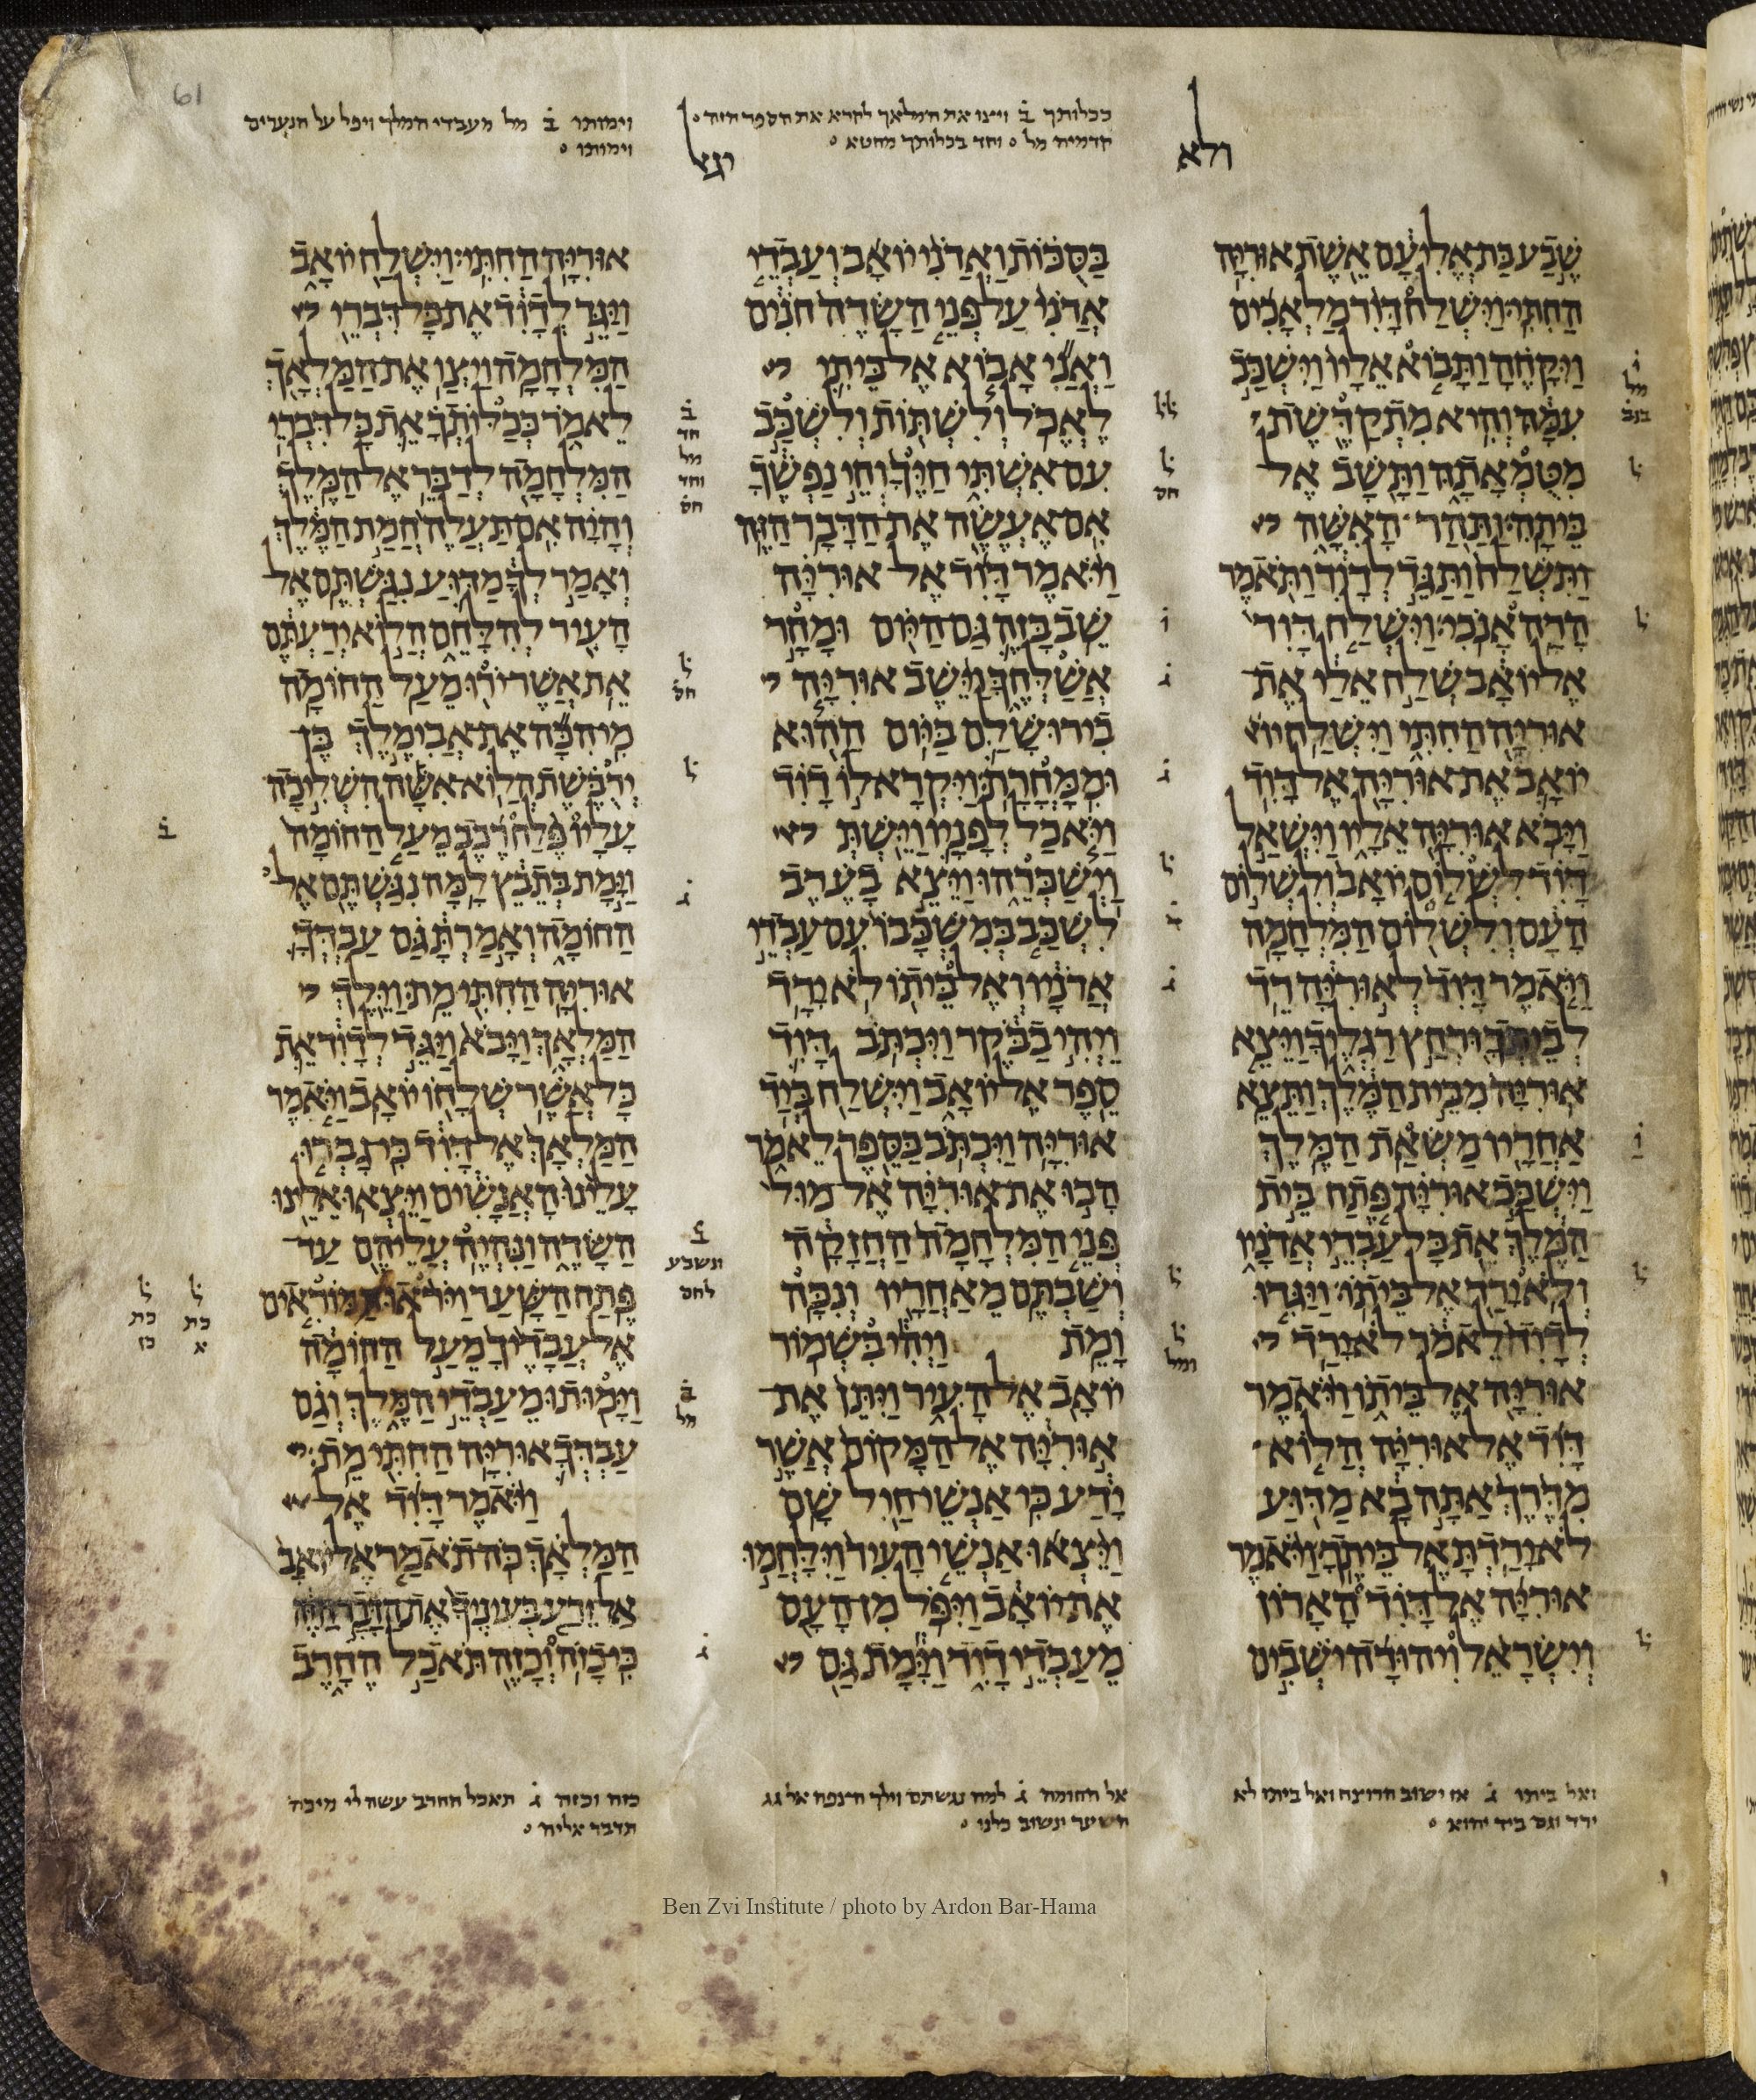 61
ככלותך ב ויצו את המלאך לקרא את הספר הזה
קדמיה מל וחד בכלותך מחטא
וימותו ב מל מעבדי המלך ויפל על הנערים
וימותו
שבע בת אליעם אשת אוריה
החתי וישלח דוד מלאכים
ויקחה ותבוא אליו וישכב
עמה והיא מתקדשת
מטמאתה ותשב אל
ביתה ותהר האשה
ותשלח ותגד לדוד ותאמר
הרה אנכי וישלח דוד
אל יואב שלח אלי את
אוריה החתי וישלח יו
יואב את אוריה אל דוד
ויבא אוריה אליו וישאל
דוד לשלום יואב ולשלום
העם ולשלום המלחמה
ויאמר דוד לאוריה רד
לביתך ורחץ רגליך ויצא
אוריה מבית המלך ותצא
אחריו משאת המלך
וישכב אוריה פתח בית
המלך את כל עבדי אדניו
ולא ירד אל ביתו ויגדו
לדוד לאמר לא ירד
אוריה אל ביתו ויאמר
דוד אל אוריה הלוא
מדרך אתה בא מדוע
לא ירדת אל ביתך ויאמר
אוריה אל דוד הארון
וישראל ויהודה ישבים
בסכות ואדני יואב ועבדי
אדני על פני השדה חנים
ואני אבוא אל ביתי
לאכל ולשתות ולשכב
עם אשתי חיך וחי נפשך
אם אעשה את הדבר הזה
ויאמר דוד אל אוריה
שב בזה גם היום ומחר
אשלחך וישב אוריה
בירושלם ביום ההוא
וממחרת ויקרא לו דוד
ויאכל לפניו וישת
וישכרהו ויצא בערב
לשכב במשכבו עם עבדי
אדניו ואל ביתו לא ירד
ויהי בבקר ויכתב דוד
ספר אל יואב וישלח ביד
אוריה ויכתב בספר לאמר
הבו את אוריה אל מול
פני המלחמה החזקה
ושבתם מאחריו ונכה
ומת ויהי בשמור
יואב אל העיר ויתן את
אוריה אל המקום אשר
ידע כי אנשי חיל שם
ויצאו אנשי העיר וילחמו
את יואב ויפל מן העם
מעבדי דוד וימת גם
אוריה החתי וישלח יואב
ויגד לדוד את כל דברי
המלחמה ויצו את המלאך
לאמר ככלותך את כל דברי
המלחמה לדבר אל המלך
והיה אם תעלה חמת המלך
ואמר לך מדוע נגשתם אל
העיר להלחם הלוא ידעתם
את אשר ירו מעל החומה
מי הכה את אבימלך בן
ירבשת הלוא אשה השליכה
עליו פלח רכב מעל החומה
וימת בתבץ למה נגשתם אל
החומה ואמרת גם עבדך
אוריה החתי מת וילך
המלאך ויבא ויגד לדוד את
כל אשר שלחו יואב ויאמר
המלאך אל דוד כי גברו
עלינו האנשים ויצאו אלינו
השדה ונהיה עליהם עד
פתח השער ויראו המוראים
אל עבדיך מעל החומה
וימותו מעבדי המלך וגם
עבדך אוריה החתי מת
ויאמר דוד אל
המלאך כה תאמר אל יואב
אל ירע בעיניך את הדבר הזה
כי כזה וכזה תאכל החרב
ואל ביתו ג אז ישוב חרוצה ואל ביתו לא
ירד וגם ביד יהוא
אל החומה ג למה נגשתם וילך
השער ונשוב כלנו
כזה וכזה ג תאכל החרב עשה לי מיכה
תדבר אליה
Ben Zvi Institute / photo by Ardon Bar-Hama